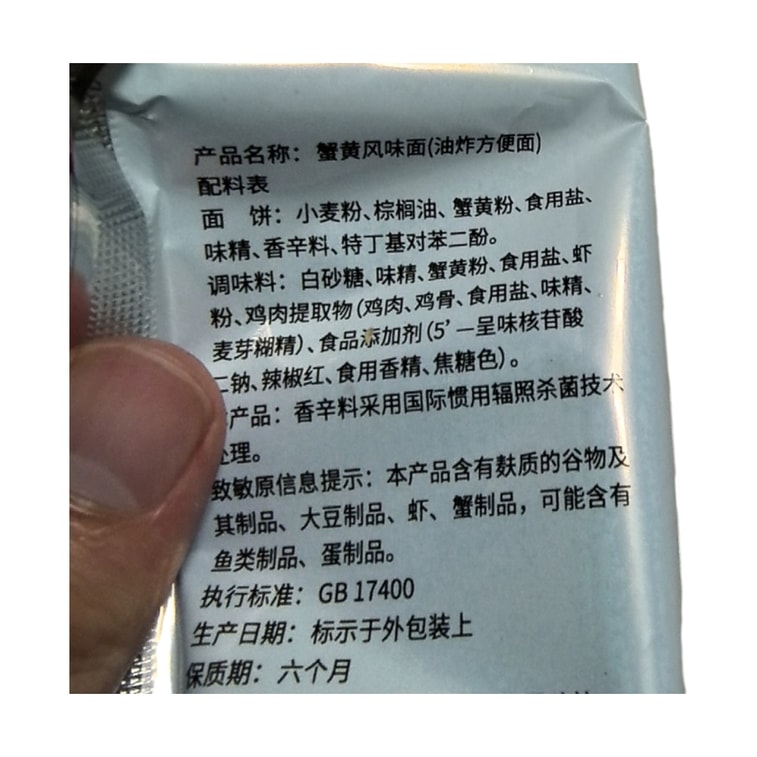 产品名称：蟹黄风味面(油炸方便面)
配料表
面 饼：小麦粉、棕榈油、蟹黄粉、食用盐、
味精、香辛料、特丁基对苯二酚。
调味料：白砂糖、味精、蟹黄粉、食用盐、虾
粉、鸡肉提取物(鸡肉、鸡骨、食用盐、味精、
麦芽糊精)、食品添加剂(5'—呈味核苷酸
二钠、辣椒红、食用香精、焦糖色)。
产品：香辛料采用国际惯用辐照杀菌技术
处理。
致敏原信息提示：本产品含有麸质的谷物及
其制品、大豆制品、虾、蟹制品，可能含有
鱼类制品、蛋制品。
执行标准：GB 17400
生产日期：标示于外包装上
保质期：六个月